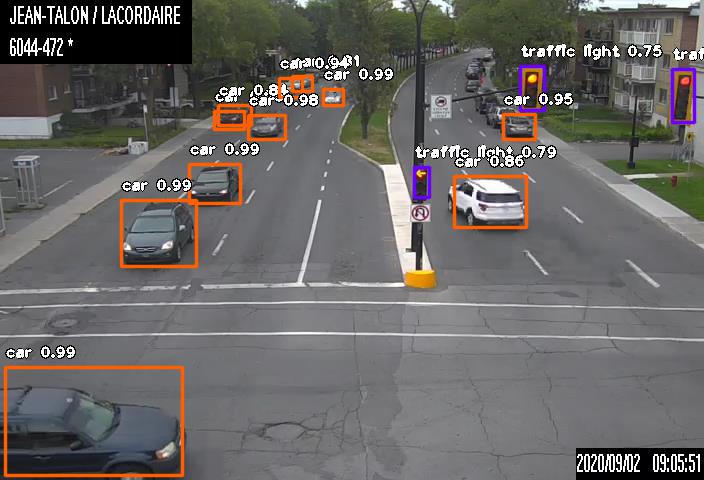 JEAN-TALON / LACORDAIRE
6044-472 *
traffic light 0.75
traf
car 0.99
car 0.98
car 0.95
car 0.99
traffic light 0.79
car 0.86
car 0.99
car 0.99
2020/09/02 09:05:51